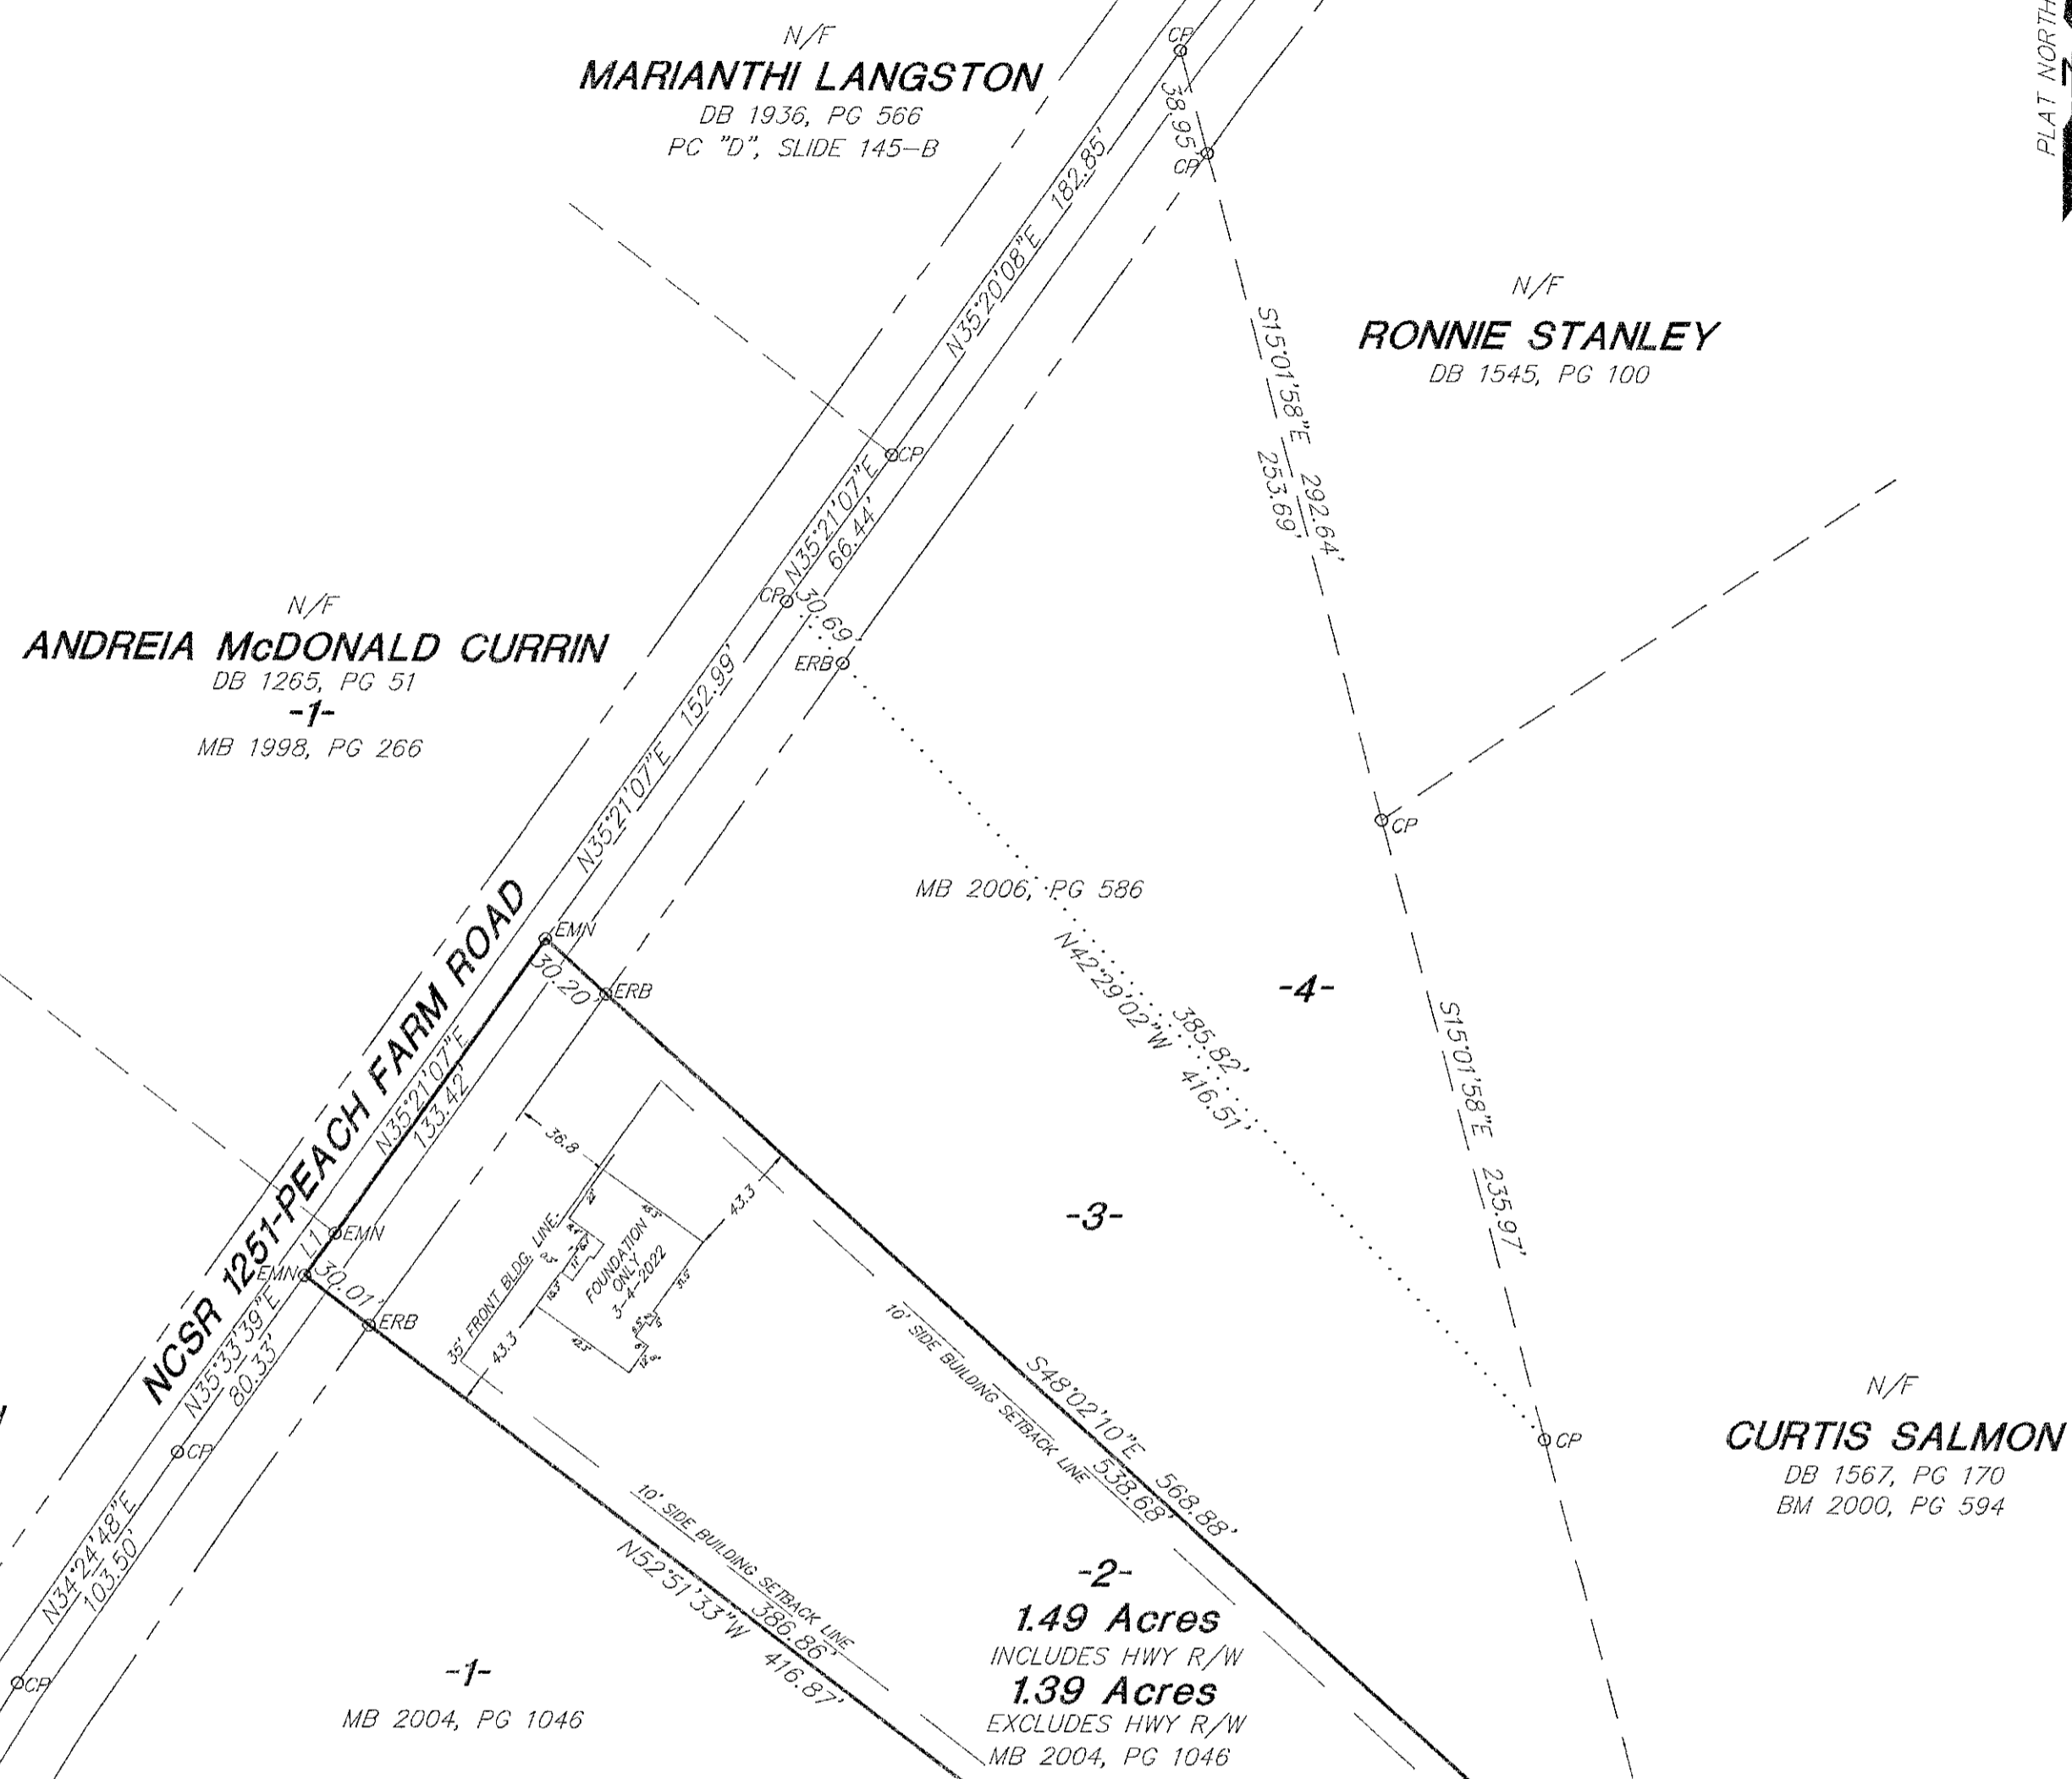 PLAT NORTH
N/F
MARIANTHI LANGSTON
DB 1936, PG 566
PC "D", SLIDE 145-B
CP
38.95'
CP
N35°20'08"E 182.85'
N/F
RONNIE STANLEY
DB 1545, PG 100
S15°01'58"E 292.64'
253.69'
CP
N35°21'07"E
66.44'
CP
30.69'
ERB
N/F
ANDREIA McDONALD CURRIN
DB 1265, PG 51
-1-
MB 1998, PG 266
N35°21'07"E 152.99'
CP
MB 2006, PG 586
N42°29'02"W 416.51'
385.82'
-4-
S15°01'58"E 235.97'
NCSR 1251-PEACH FARM ROAD
EMN
30.20'
ERB
N35°21'07"E
133.42'
36.8
43.3
-3-
EMN
L1
EMN
30.01'
ERB
35' FRONT BLDG. LINE
22'
FOUNDATION
ONLY
3-4-2022
43.3
10' SIDE BUILDING SETBACK LINE
S48°02'10"E 568.88'
538.68'
N35°33'39"E
80.33'
CP
CP
N/F
CURTIS SALMON
DB 1567, PG 170
BM 2000, PG 594
N34°24'48"E
103.50'
CP
10' SIDE BUILDING SETBACK LINE
386.86'
N52°51'33"W 416.87'
-1-
MB 2004, PG 1046
-2-
1.49 Acres
INCLUDES HWY R/W
1.39 Acres
EXCLUDES HWY R/W
MB 2004, PG 1046